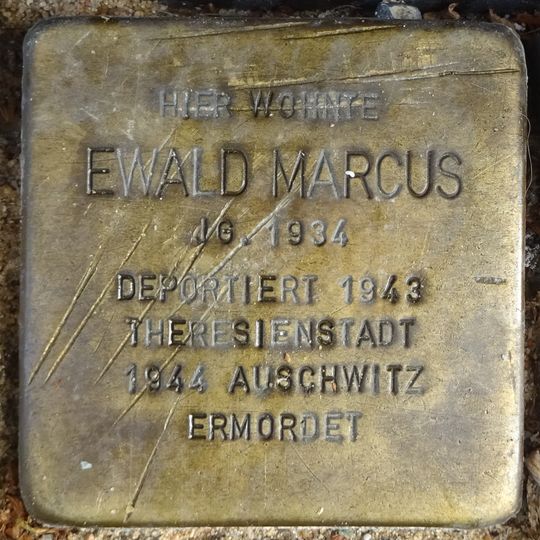 HIER WOHNTE
EWALD MARCUS
JG. 1934
DEPORTIERT 1943
THERESIENSTADT
1944 AUSCHWITZ
ERMORDET